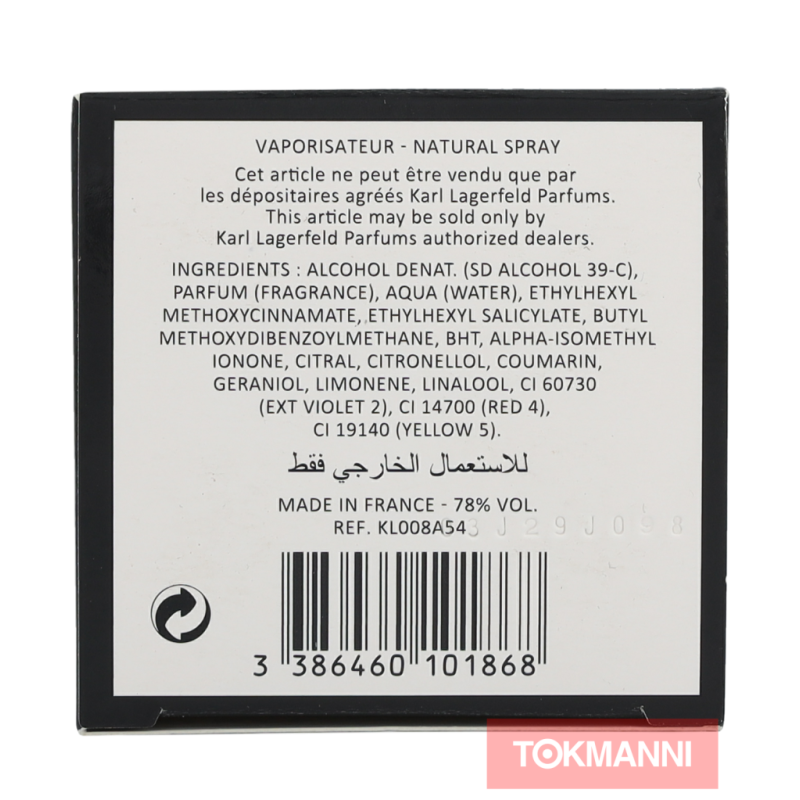 VAPORISATEUR - NATURAL SPRAY
Cet article ne peut être vendu que par
les dépositaires agréés Karl Lagerfeld Parfums.
This article may be sold only by
Karl Lagerfeld Parfums authorized dealers.
INGREDIENTS : ALCOHOL DENAT. (SD ALCOHOL 39-C),
PARFUM (FRAGRANCE), AQUA (WATER), ETHYLHEXYL
METHOXYCINNAMATE, ETHYLHEXYL SALICYLATE, BUTYL
METHOXYDIBENZOYLMETHANE, BHT, ALPHA-ISOMETHYL
IONONE, CITRAL, CITRONELLOL, COUMARIN,
GERANIOL, LIMONENE, LINALOOL, CI 60730
(EXT VIOLET 2), CI 14700 (RED 4),
CI 19140 (YELLOW 5).
للاستعمال الخارجي فقط
MADE IN FRANCE - 78% VOL.
REF. KL008A54
3 386460 101868
TOKMANNI